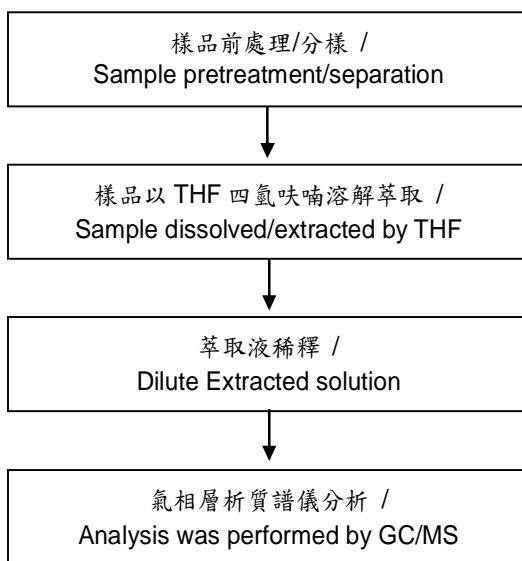 樣品前處理/分樣 /
Sample pretreatment/separation
樣品以 THF 四氫呋喃溶解萃取 /
Sample dissolved/extracted by THF
萃取液稀釋 /
Dilute Extracted solution
氣相層析質譜儀分析 /
Analysis was performed by GC/MS